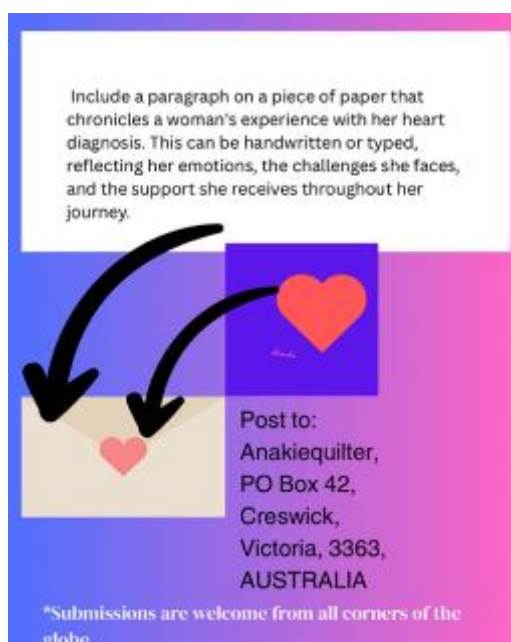 Include a paragraph on a piece of paper that
chronicles a woman's experience with her heart
diagnosis. This can be handwritten or typed,
reflecting her emotions, the challenges she faces,
and the support she receives throughout her
journey.
Post to:
Anakiequilter,
PO Box 42,
Creswick,
Victoria, 3363,
AUSTRALIA
*Submissions are welcome from all corners of the
globe